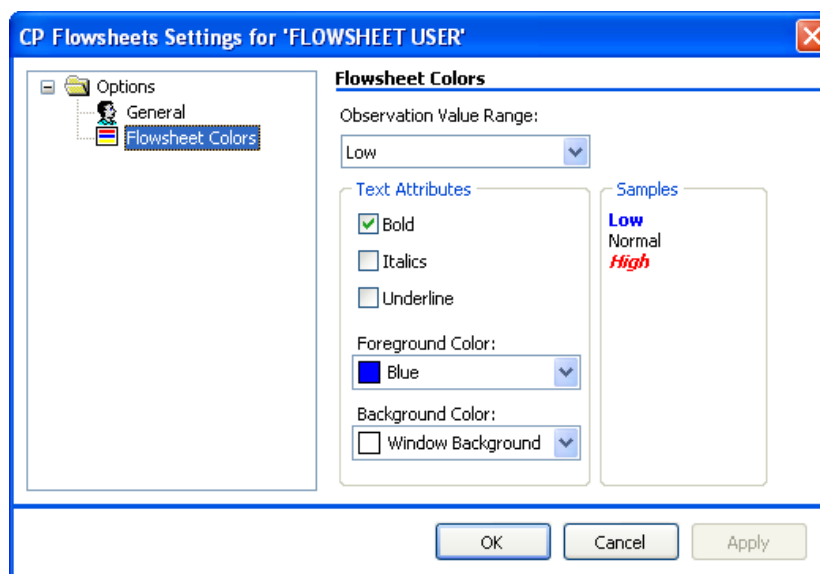 CP Flowsheets Settings for 'FLOWSHEET USER'
Options
General
Flowsheet Colors
Flowsheet Colors
Observation Value Range:
Low
Text Attributes
Bold
Italics
Underline
Foreground Color:
Blue
Background Color:
Window Background
Samples
Low
Normal
High
OK
Cancel
Apply